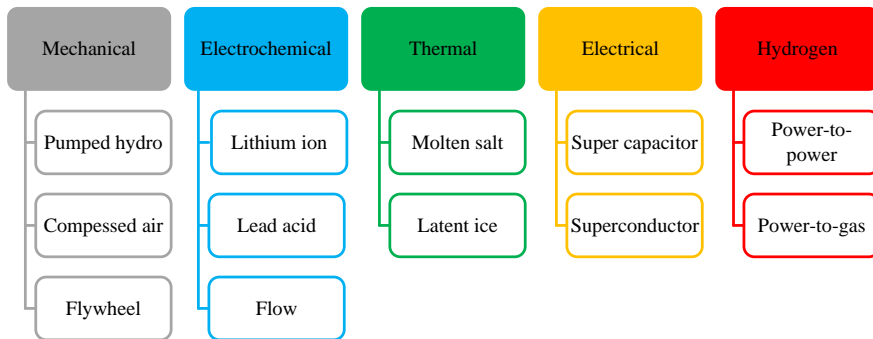 Mechanical
Electrochemical
Thermal
Electrical
Hydrogen
Pumped hydro
Lithium ion
Molten salt
Super capacitor
Power-to-
power
Compessed air
Lead acid
Latent ice
Superconductor
Power-to-gas
Flywheel
Flow